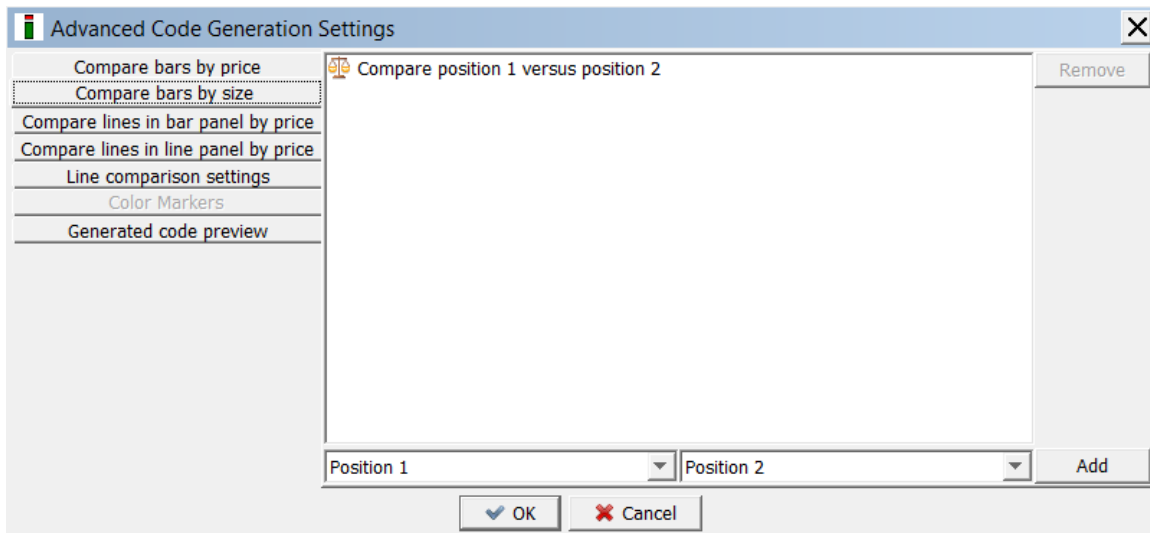 Advanced Code Generation Settings
Compare bars by price
Compare bars by size
Compare lines in bar panel by price
Compare lines in line panel by price
Line comparison settings
Color Markers
Generated code preview
Compare position 1 versus position 2
Remove
Position 1
Position 2
Add
OK
Cancel